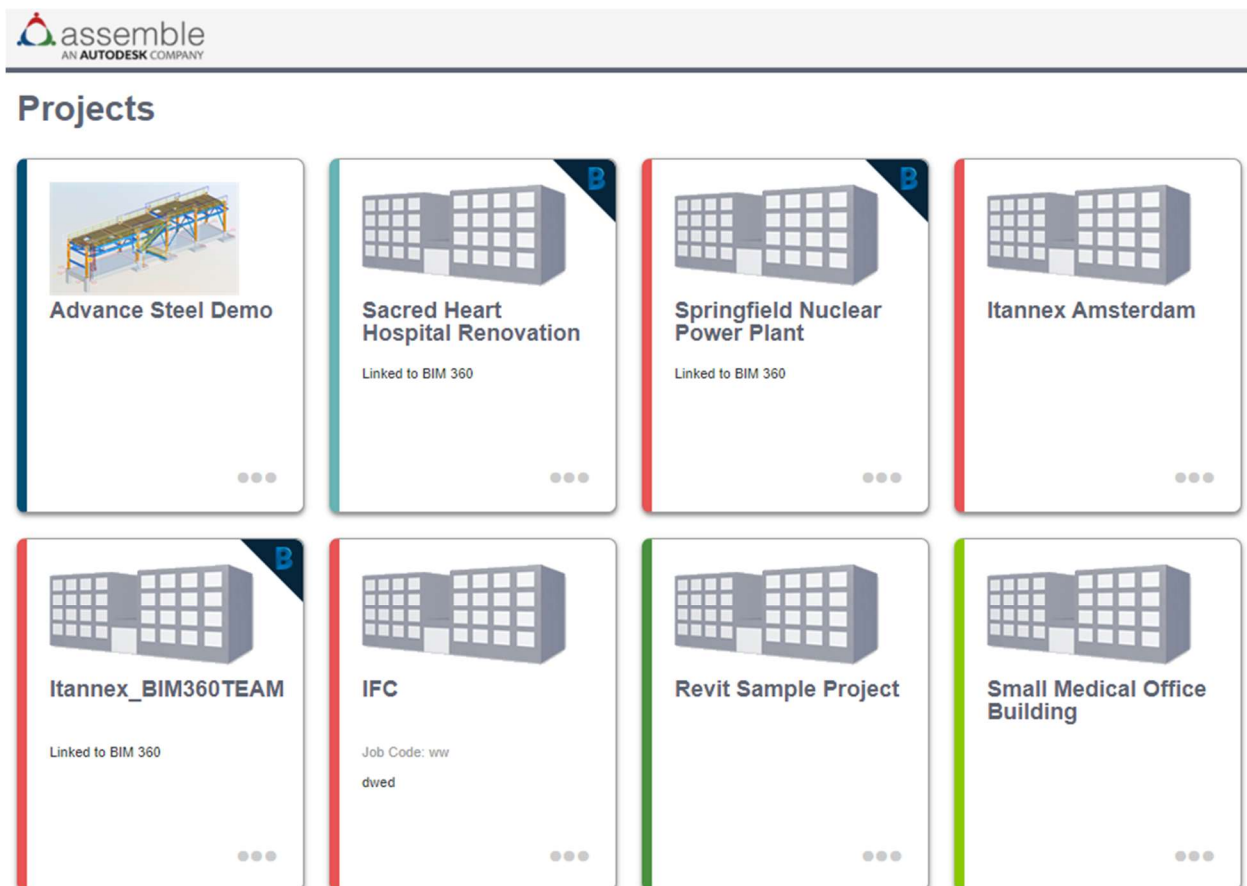 assemble
AN AUTODESK COMPANY
Projects
Advance Steel Demo
Sacred Heart
Hospital Renovation
Linked to BIM 360
B
Springfield Nuclear
Power Plant
Linked to BIM 360
B
Itannex Amsterdam
Itannex_BIM360TEAM
Linked to BIM 360
B
IFC
Job Code: ww
dwed
Revit Sample Project
Small Medical Office
Building